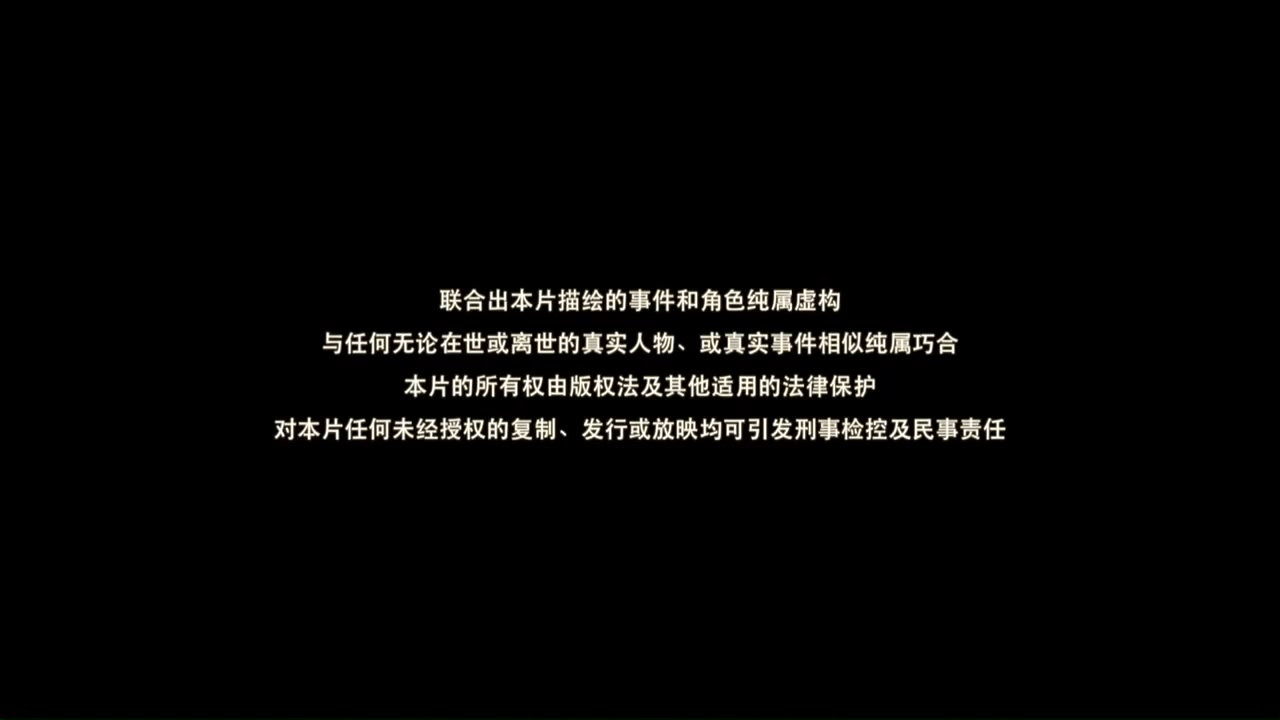 联合出本片描绘的事件和角色纯属虚构
与任何无论在世或离世的真实人物、或真实事件相似纯属巧合
本片的所有权由版权法及其他适用的法律保护
对本片任何未经授权的复制、发行或放映均可引发刑事检控及民事责任